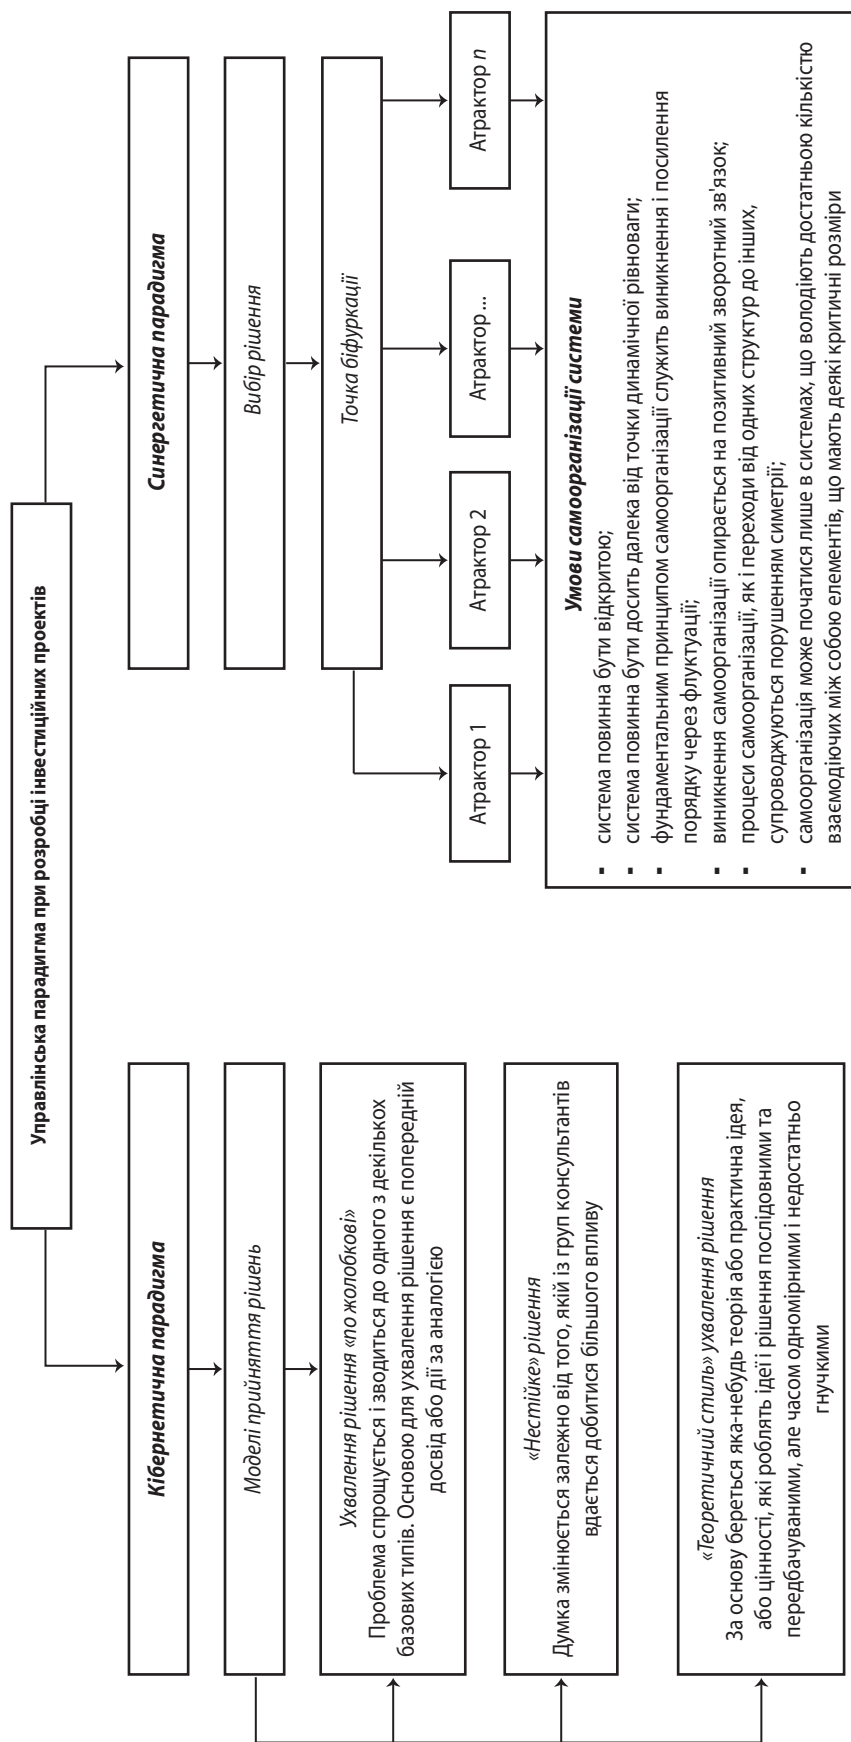 Управлінська парадигма при розробці інвестиційних проектів
Кібернетична парадигма
Моделі прийняття рішень
Ухвалення рішення «по жолобкові»
Проблема спрощується і зводиться до одного з декількох
базових типів. Основою для ухвалення рішення є попередній
досвід або дії за аналогією
«Нестійке» рішення
Думка змінюється залежно від того, якій із груп консультантів
вдається добитися більшого впливу
«Теоретичний стиль» ухвалення рішення
За основу береться яка-небудь теорія або практична ідея,
або цінності, які роблять ідеї і рішення послідовними та
передбачуваними, але часом одномірними і недостатньо
гнучкими
Синергетична парадигма
Вибір рішення
Точка біфуркації
Атрактор 1
Атрактор 2
Атрактор...
Атрактор n
Умови самоорганізації системи
- система повинна бути відкритою;
- система повинна бути досить далека від точки динамічної рівноваги;
- фундаментальним принципом самоорганізації служить виникнення і посилення
порядку через флуктуації;
- виникнення самоорганізації опирається на позитивний зворотний зв'язок;
- процеси самоорганізації, як і переходи від одних структур до інших,
супроводжуються порушенням симетрії;
- самоорганізація може початися лише в системах, що володіють достатньою кількістю
взаємодіючих між собою елементів, що мають деякі критичні розміри